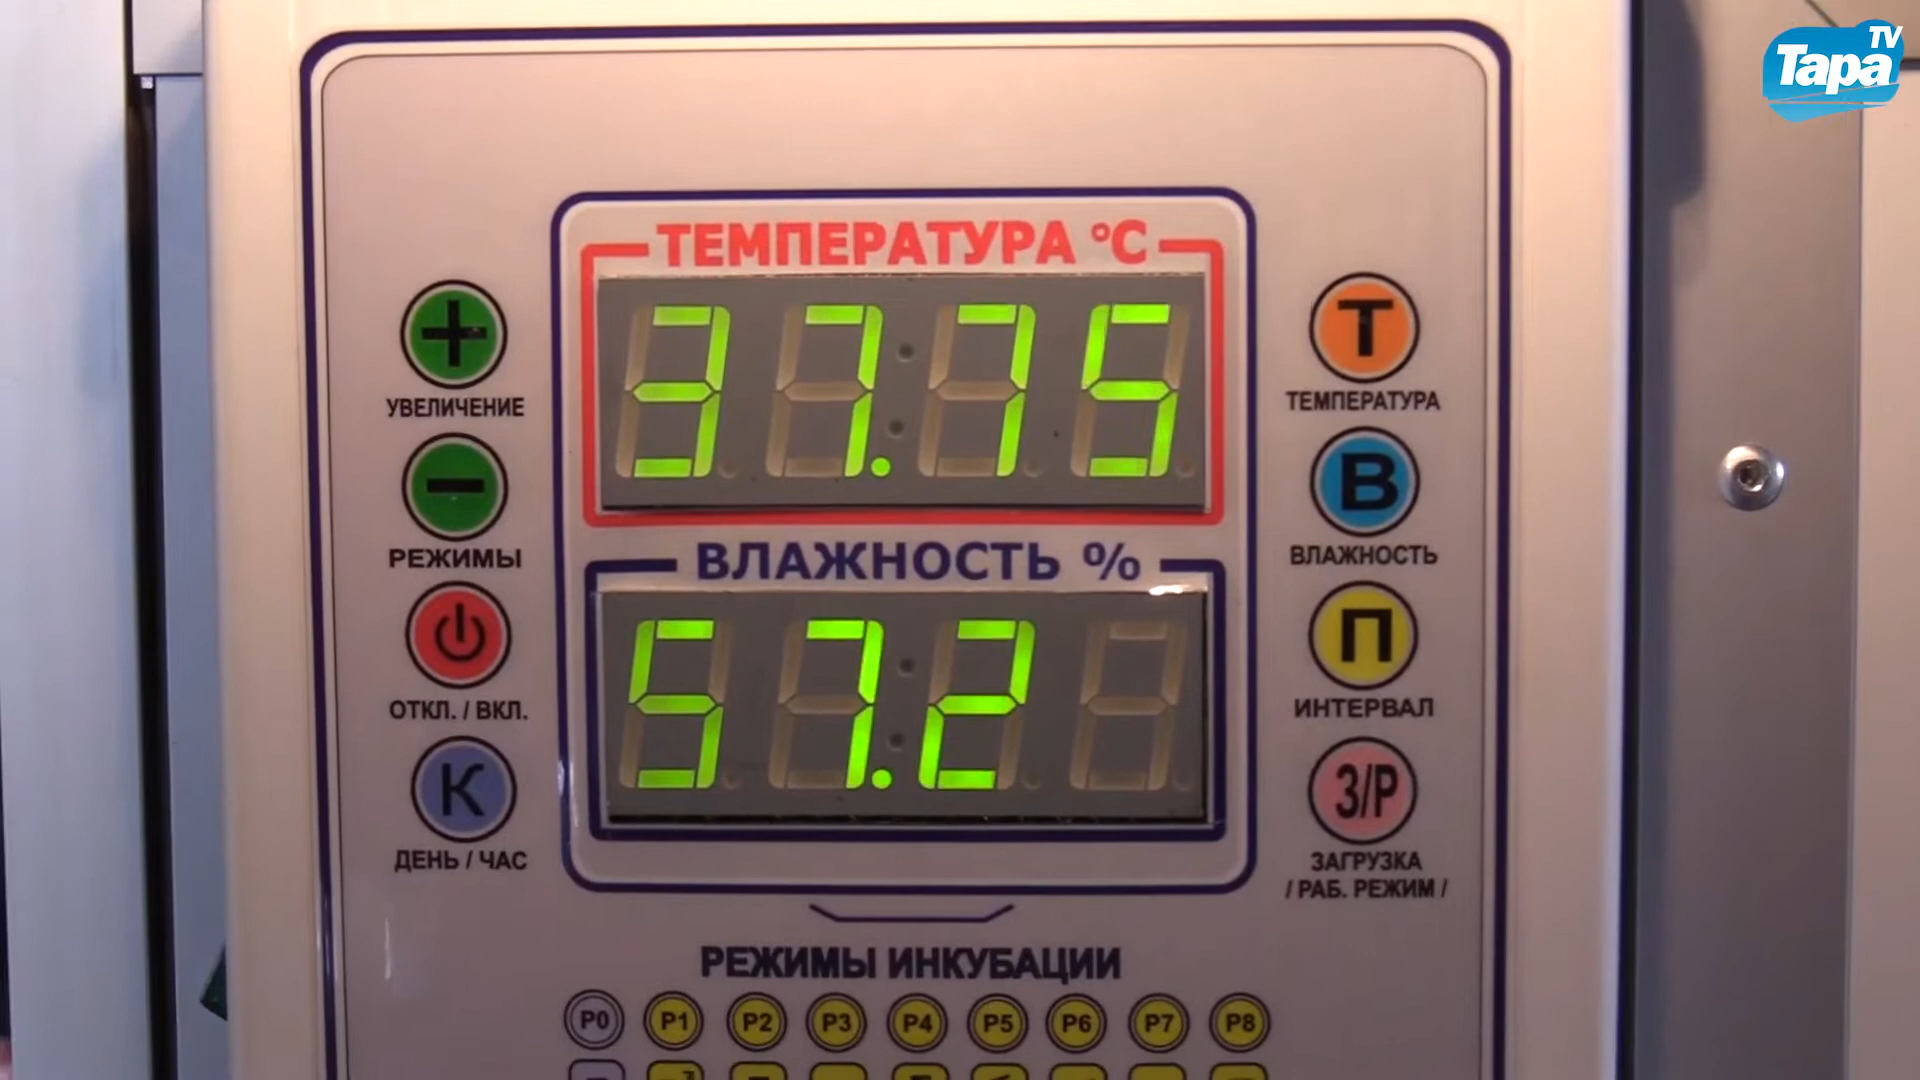 Tapa TV
ТЕМПЕРАТУРА °C
37.75
+
УВЕЛИЧЕНИЕ
Т
ТЕМПЕРАТУРА
−
РЕЖИМЫ
В
ВЛАЖНОСТЬ
ВЛАЖНОСТЬ %
57.2
ОТКЛ. / ВКЛ.
П
ИНТЕРВАЛ
К
ДЕНЬ / ЧАС
З/Р
ЗАГРУЗКА
/ РАБ. РЕЖИМ /
РЕЖИМЫ ИНКУБАЦИИ
P0 P1 P2 P3 P4 P5 P6 P7 P8